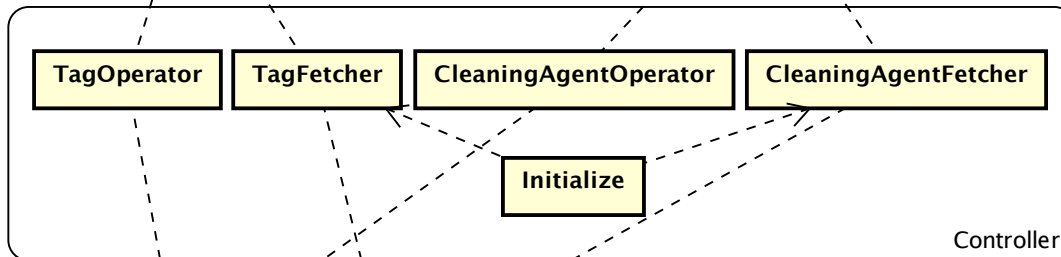 TagOperator
TagFetcher
CleaningAgentOperator
CleaningAgentFetcher
Initialize
Controller